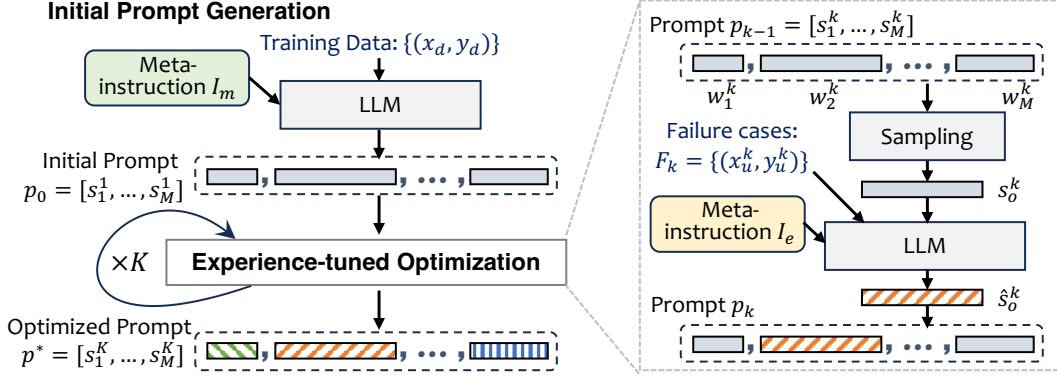 Initial Prompt Generation
Training Data: {(x_d, y_d)}
Meta-
instruction I_m
LLM
Initial Prompt
p_0 = [s_1^1, ..., s_M^1]
, , ... ,
×K
Experience-tuned Optimization
Optimized Prompt
p^* = [s_1^K, ..., s_M^K]
, , ... ,
Prompt p_{k-1} = [s_1^k, ..., s_M^k]
, , ... ,
w_1^k w_2^k w_M^k
Failure cases:
F_k = {(x_u^k, y_u^k)}
Sampling
s_o^k
Meta-
instruction I_e
LLM
ŝ_o^k
Prompt p_k
, , ... ,